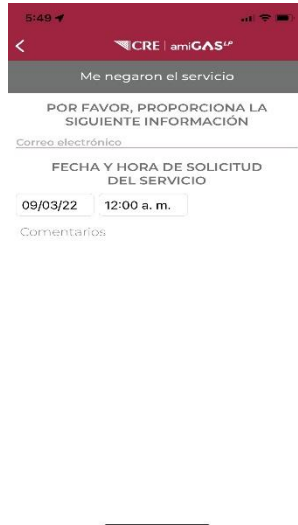 5:49
CRE | amiGAS LP
Me negaron el servicio
POR FAVOR, PROPORCIONA LA
SIGUIENTE INFORMACIÓN
Correo electrónico
FECHA Y HORA DE SOLICITUD
DEL SERVICIO
09/03/22 12:00 a. m.
Comentarios